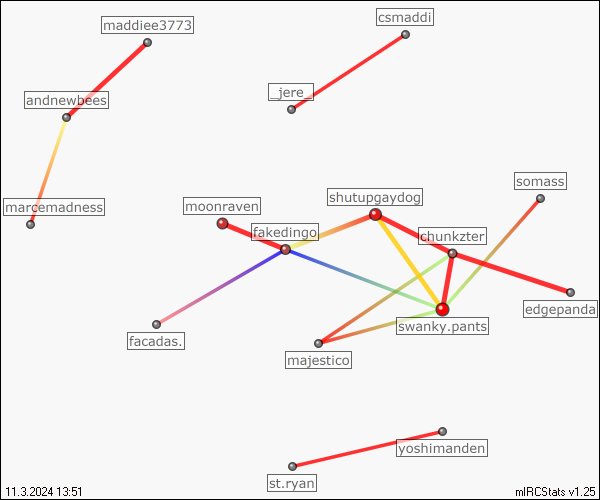 csmaddi
maddiee3773
_jere_
andnewbees
somass
shutupgaydog
marcemadness
moonraven
fakedingo
chunkzter
edgepanda
swanky.pants
facadas.
majestico
yoshimanden
st.ryan
11.3.2024 13:51
mIRCStats v1.25